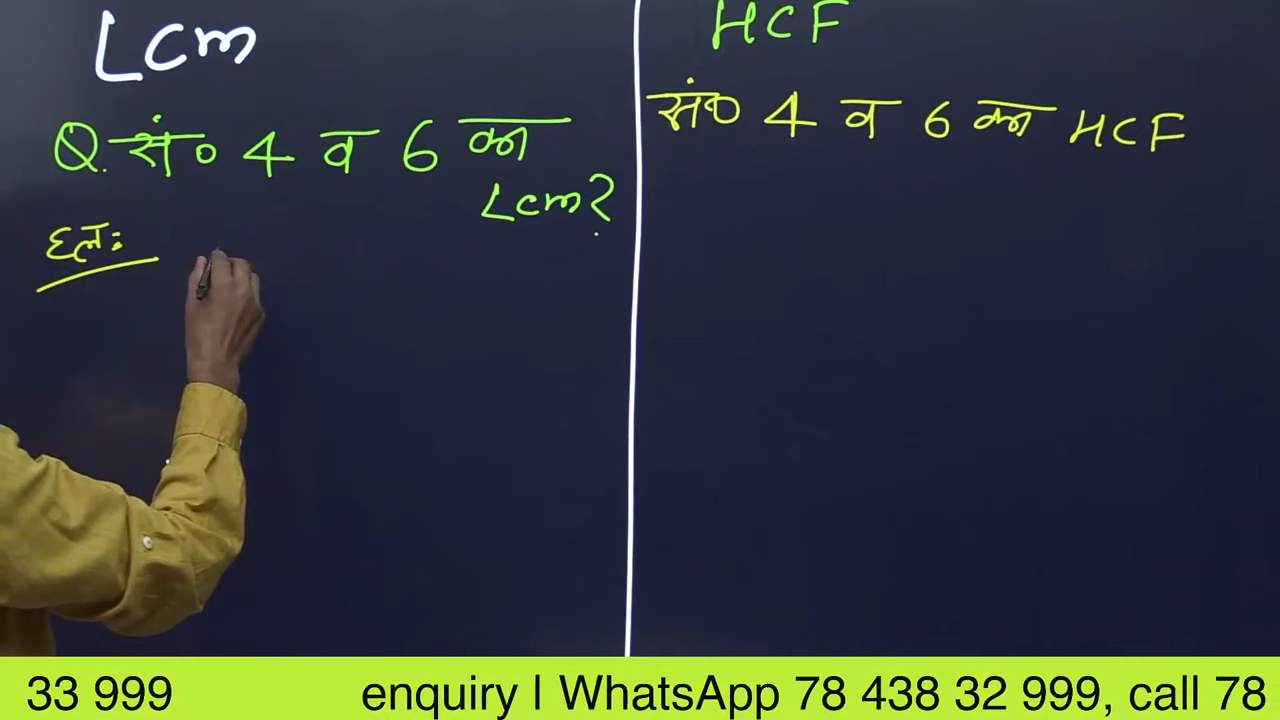 Lcm
Q. सं० 4 व 6 का
Lcm?
हल:
HCF
सं० 4 व 6 का HCF
33 999 enquiry | WhatsApp 78 438 32 999, call 78